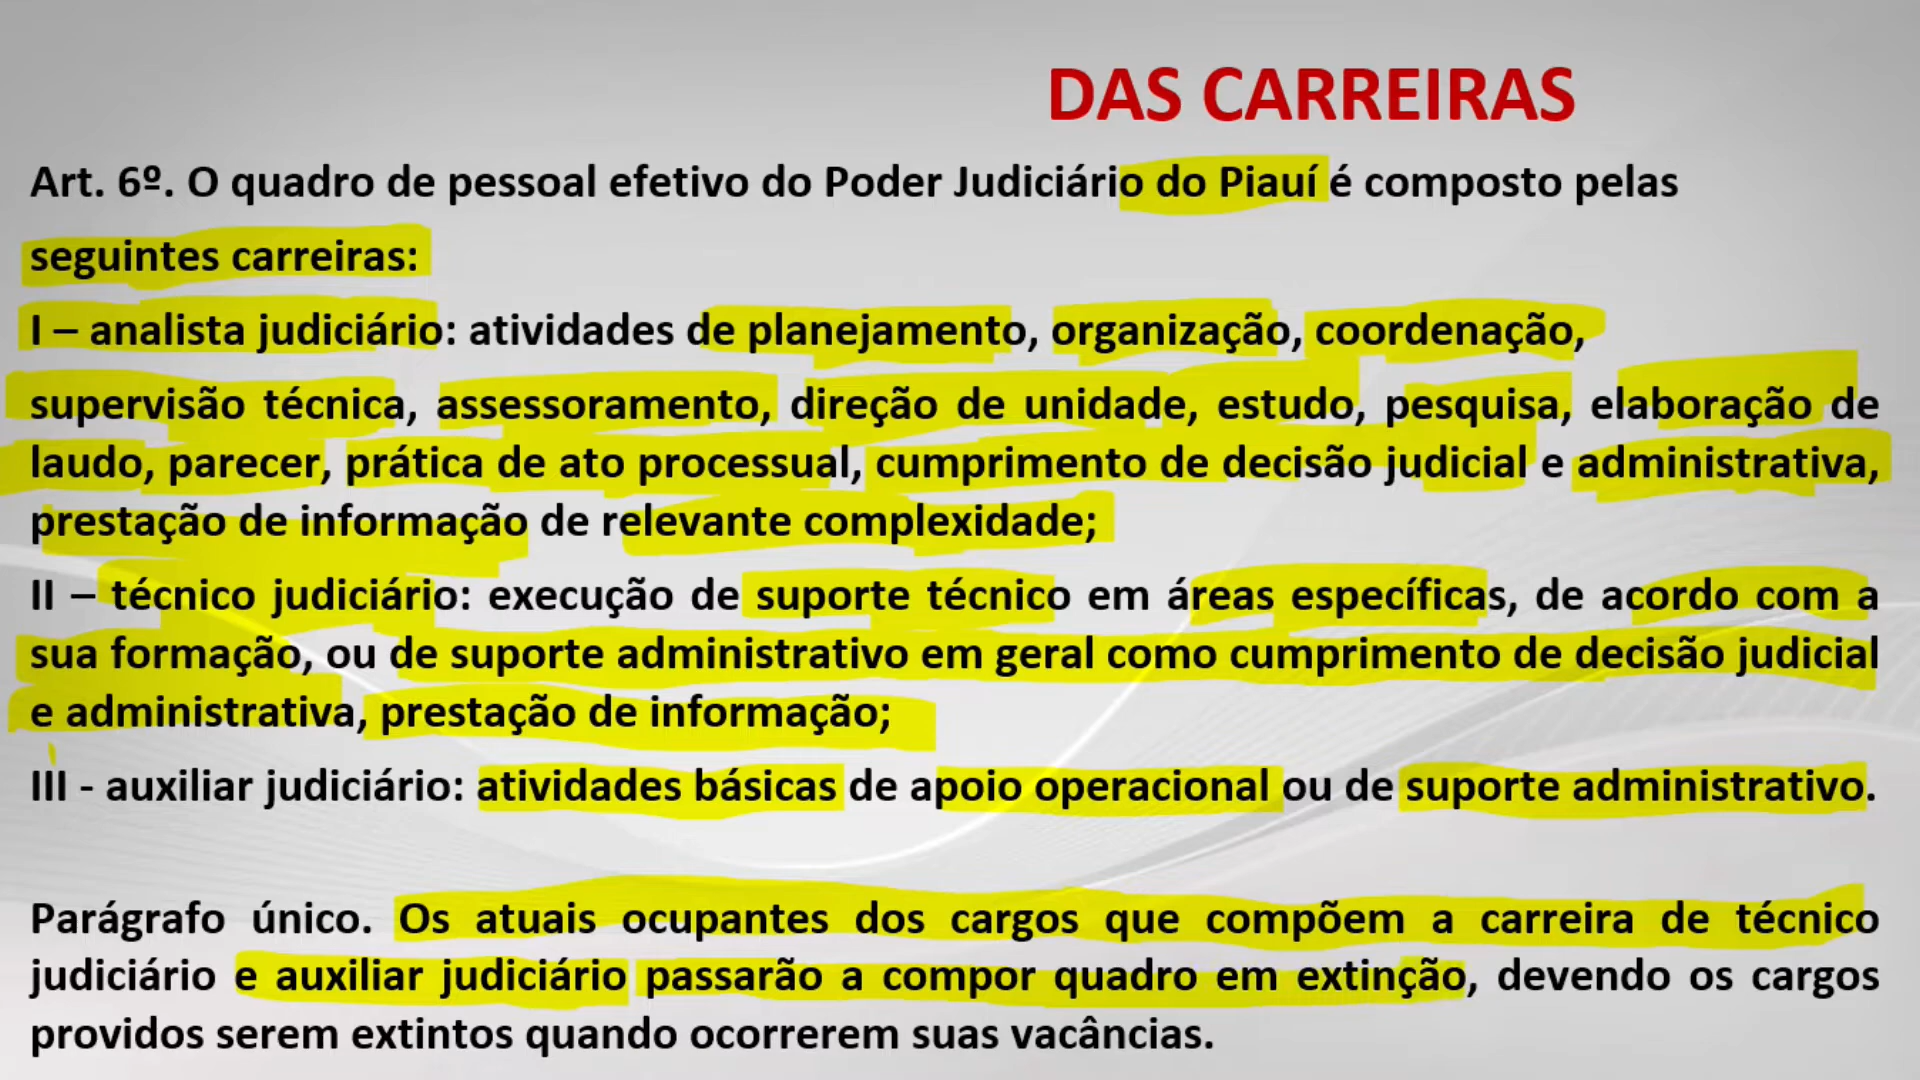 DAS CARREIRAS
Art. 6º. O quadro de pessoal efetivo do Poder Judiciário do Piauí é composto pelas
seguintes carreiras:
I – analista judiciário: atividades de planejamento, organização, coordenação,
supervisão técnica, assessoramento, direção de unidade, estudo, pesquisa, elaboração de
laudo, parecer, prática de ato processual, cumprimento de decisão judicial e administrativa,
prestação de informação de relevante complexidade;
II – técnico judiciário: execução de suporte técnico em áreas específicas, de acordo com a
sua formação, ou de suporte administrativo em geral como cumprimento de decisão judicial
e administrativa, prestação de informação;
III - auxiliar judiciário: atividades básicas de apoio operacional ou de suporte administrativo.
Parágrafo único. Os atuais ocupantes dos cargos que compõem a carreira de técnico
judiciário e auxiliar judiciário passarão a compor quadro em extinção, devendo os cargos
providos serem extintos quando ocorrerem suas vacâncias.